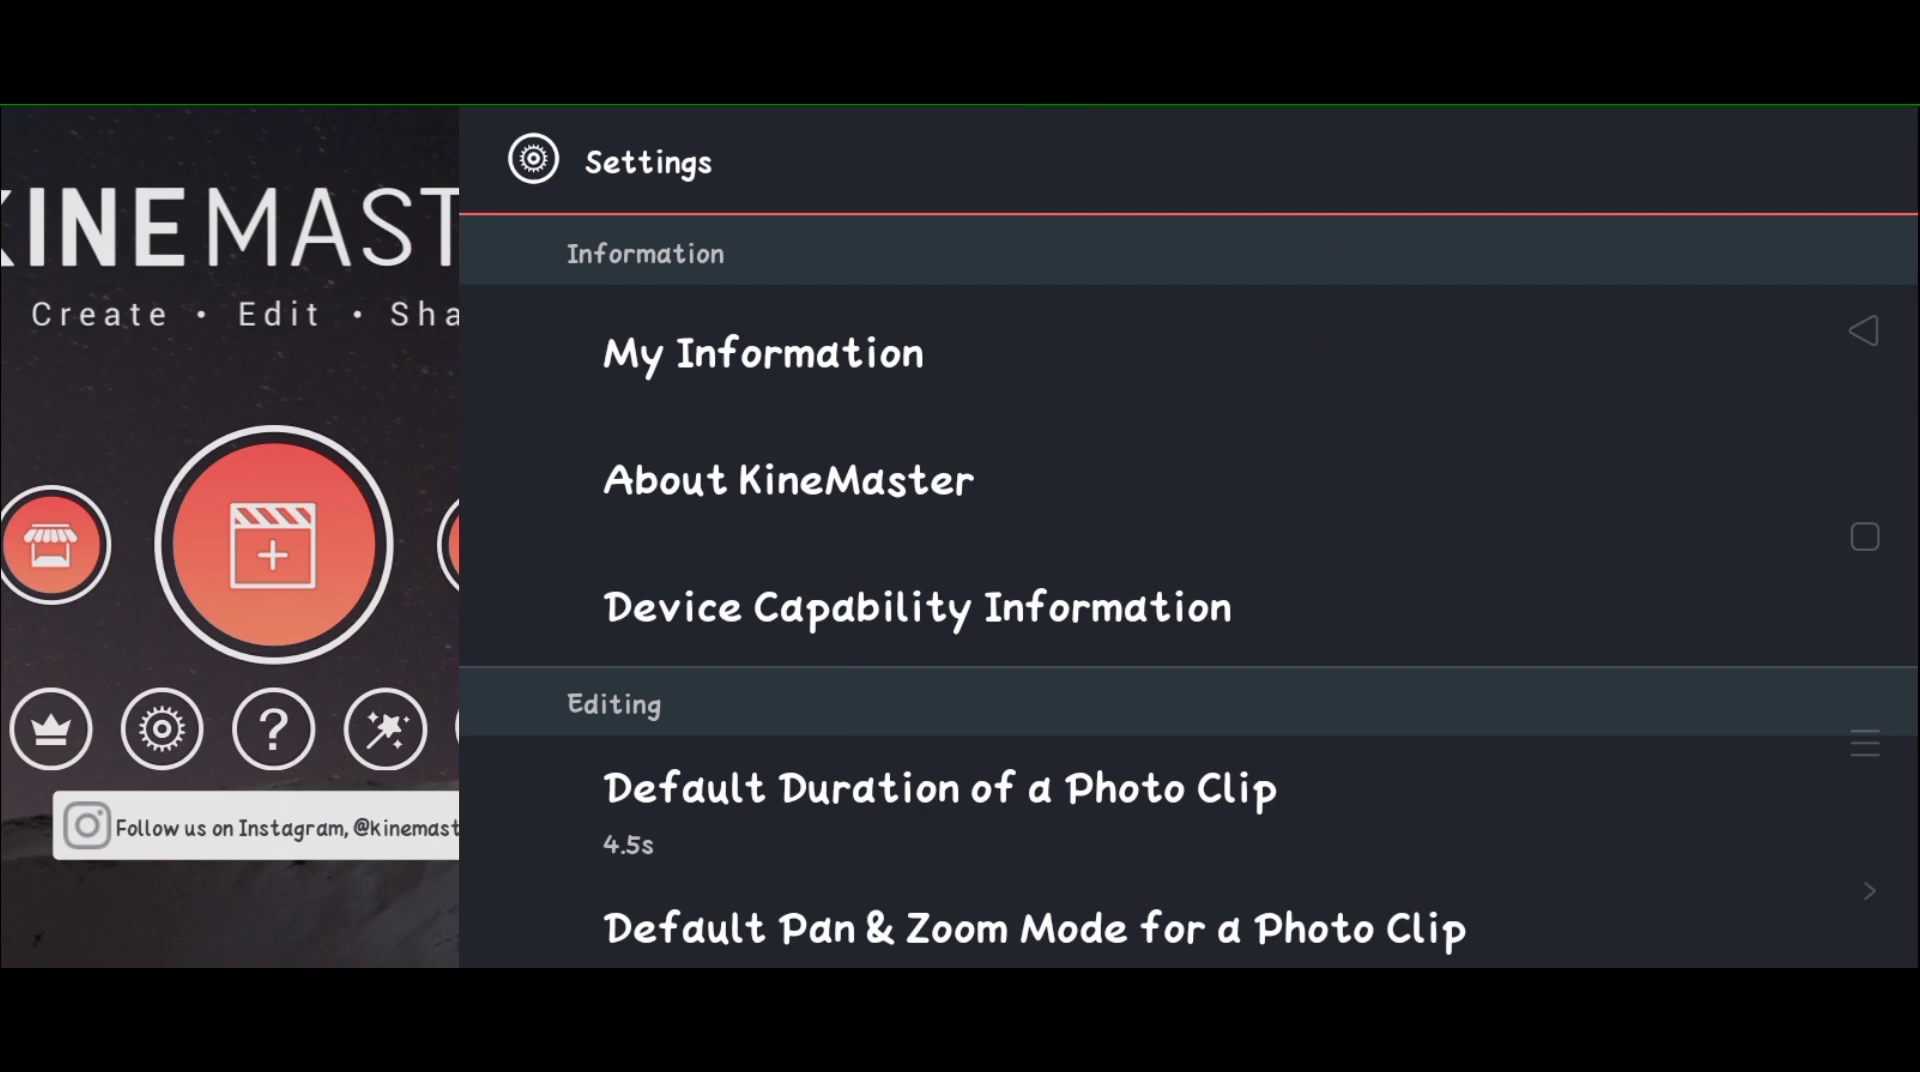 KINEMAST
Create • Edit • Sha
Follow us on Instagram, @kinemast
Settings
Information
My Information
About KineMaster
Device Capability Information
Editing
Default Duration of a Photo Clip
4.5s
Default Pan & Zoom Mode for a Photo Clip